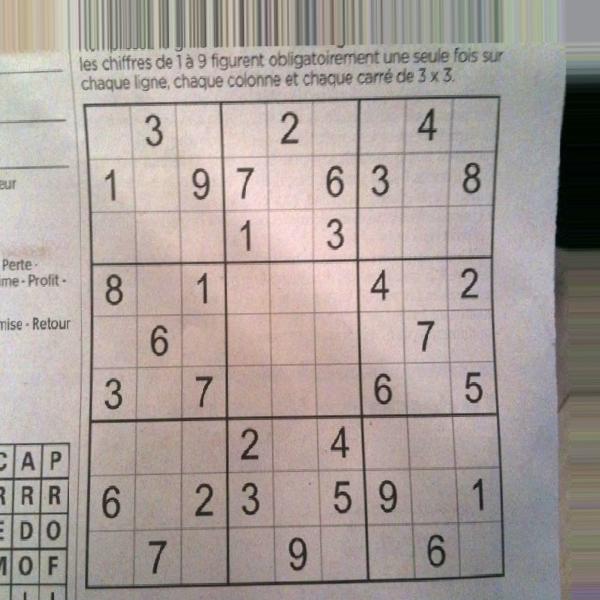 les chiffres de 1 à 9 figurent obligatoirement une seule fois sur
chaque ligne, chaque colonne et chaque carré de 3 x 3.
3 2 4
1 9 7 6 3 8
1 3
8 1 4 2
6 7
3 7 6 5
2 4
6 2 3 5 9 1
7 9 6
eur
Perte -
me - Profit -
mise - Retour
C A P
R R R
E D O
M O F